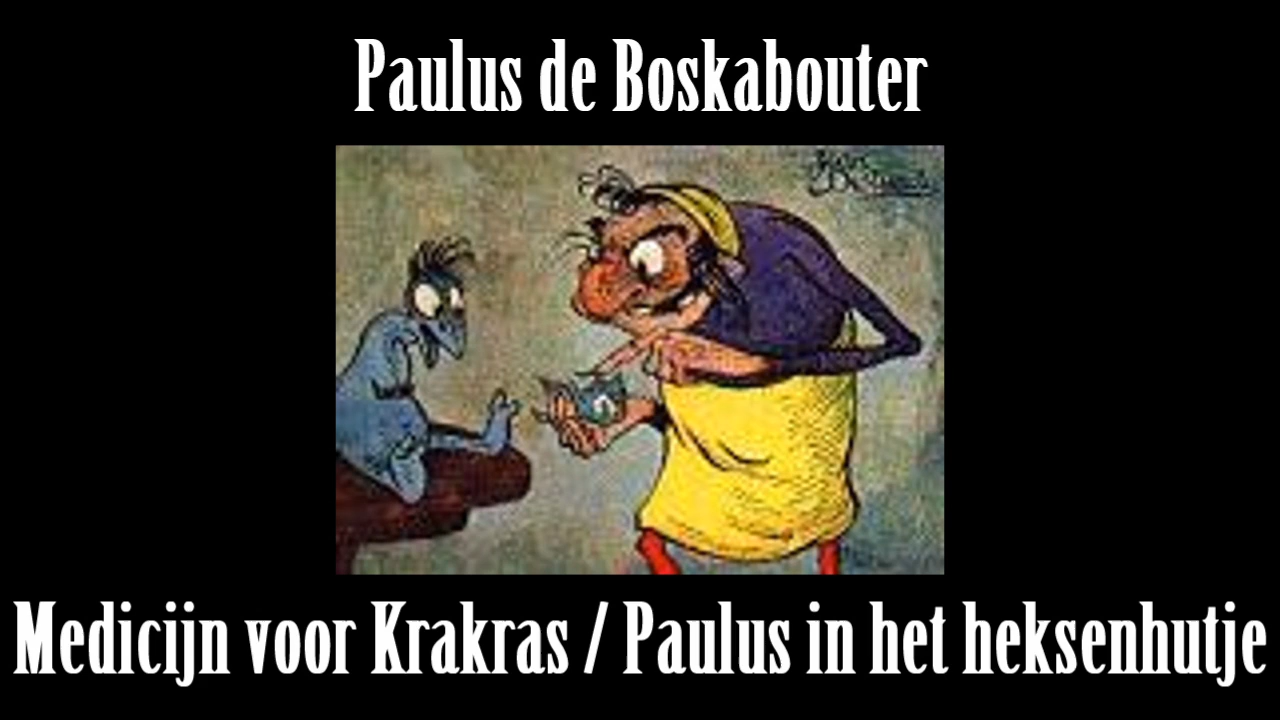 Paulus de Boskabouter
Medicijn voor Krakras / Paulus in het heksenhutje